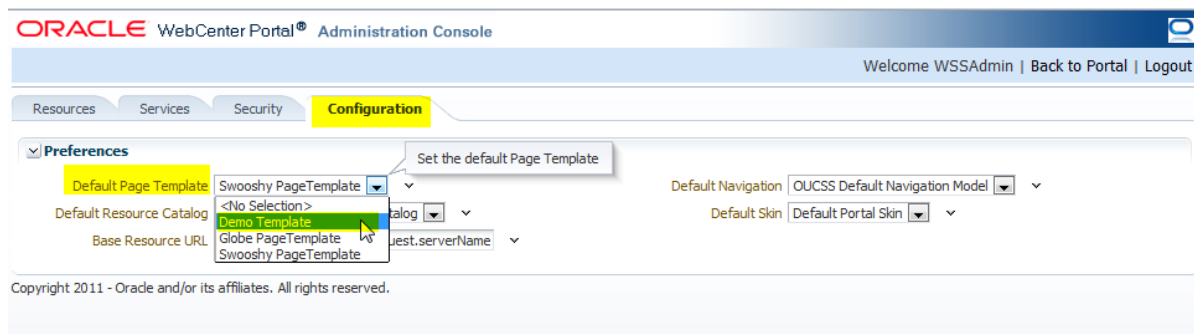 ORACLE WebCenter Portal® Administration Console
Welcome WSSAdmin | Back to Portal | Logout
Resources Services Security Configuration
Preferences
Set the default Page Template
Default Page Template Swooshy PageTemplate Default Navigation OUCSS Default Navigation Model
<No Selection>
Default Resource Catalog talog Default Skin Default Portal Skin
Demo Template
Base Resource URL Globe PageTemplate uest.serverName
Swooshy PageTemplate
Copyright 2011 - Oracle and/or its affiliates. All rights reserved.